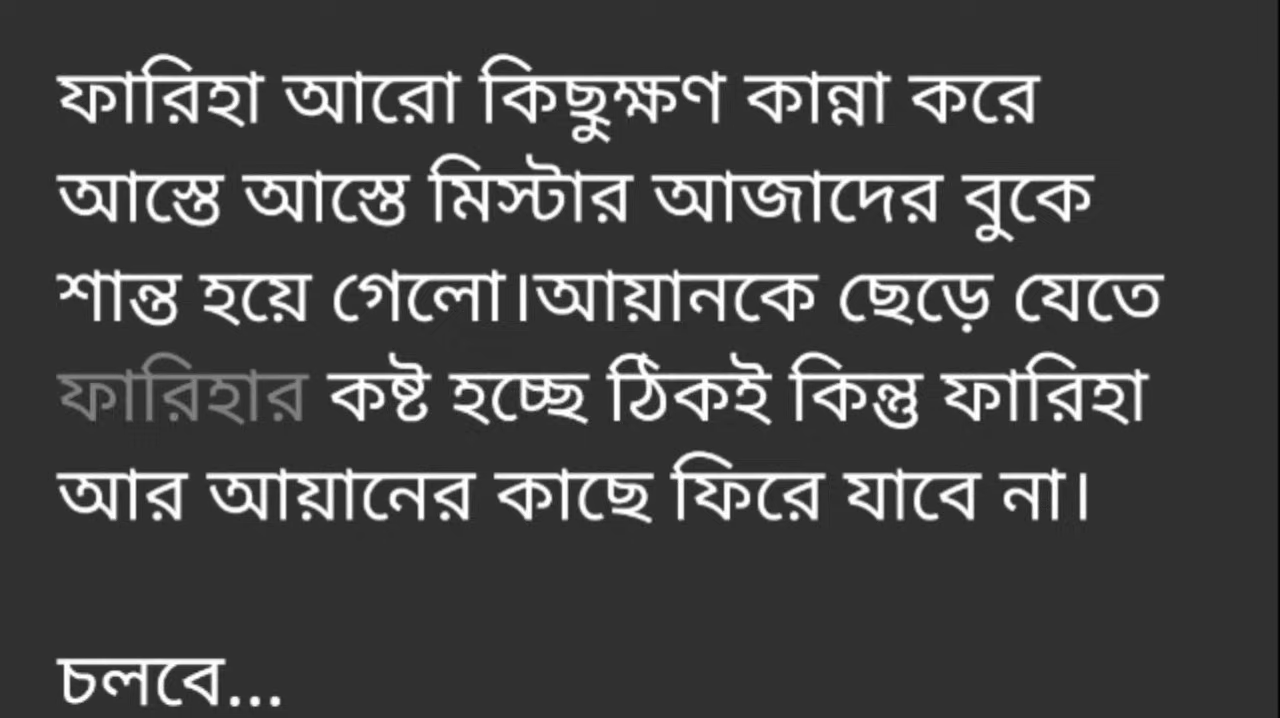 ফারিহা আরো কিছুক্ষণ কান্না করে
আস্তে আস্তে মিস্টার আজাদের বুকে
শান্ত হয়ে গেলো।আয়ানকে ছেড়ে যেতে
ফারিহার কষ্ট হচ্ছে ঠিকই কিন্তু ফারিহা
আর আয়ানের কাছে ফিরে যাবে না।
চলবে...